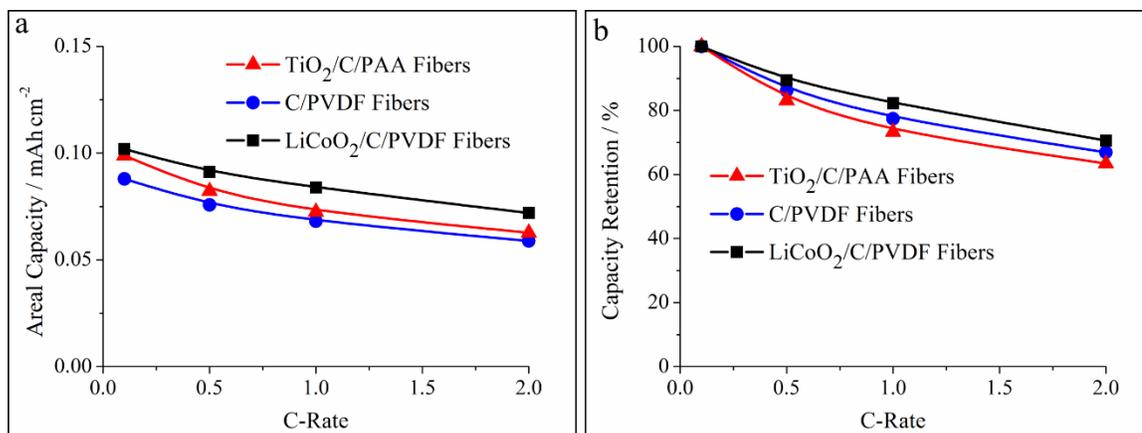 a
Areal Capacity / mAh cm⁻²
0.15
0.10
0.05
0.00
TiO₂/C/PAA Fibers
C/PVDF Fibers
LiCoO₂/C/PVDF Fibers
0.0 0.5 1.0 1.5 2.0
C-Rate
b
Capacity Retention / %
100
80
60
40
20
0
TiO₂/C/PAA Fibers
C/PVDF Fibers
LiCoO₂/C/PVDF Fibers
0.0 0.5 1.0 1.5 2.0
C-Rate